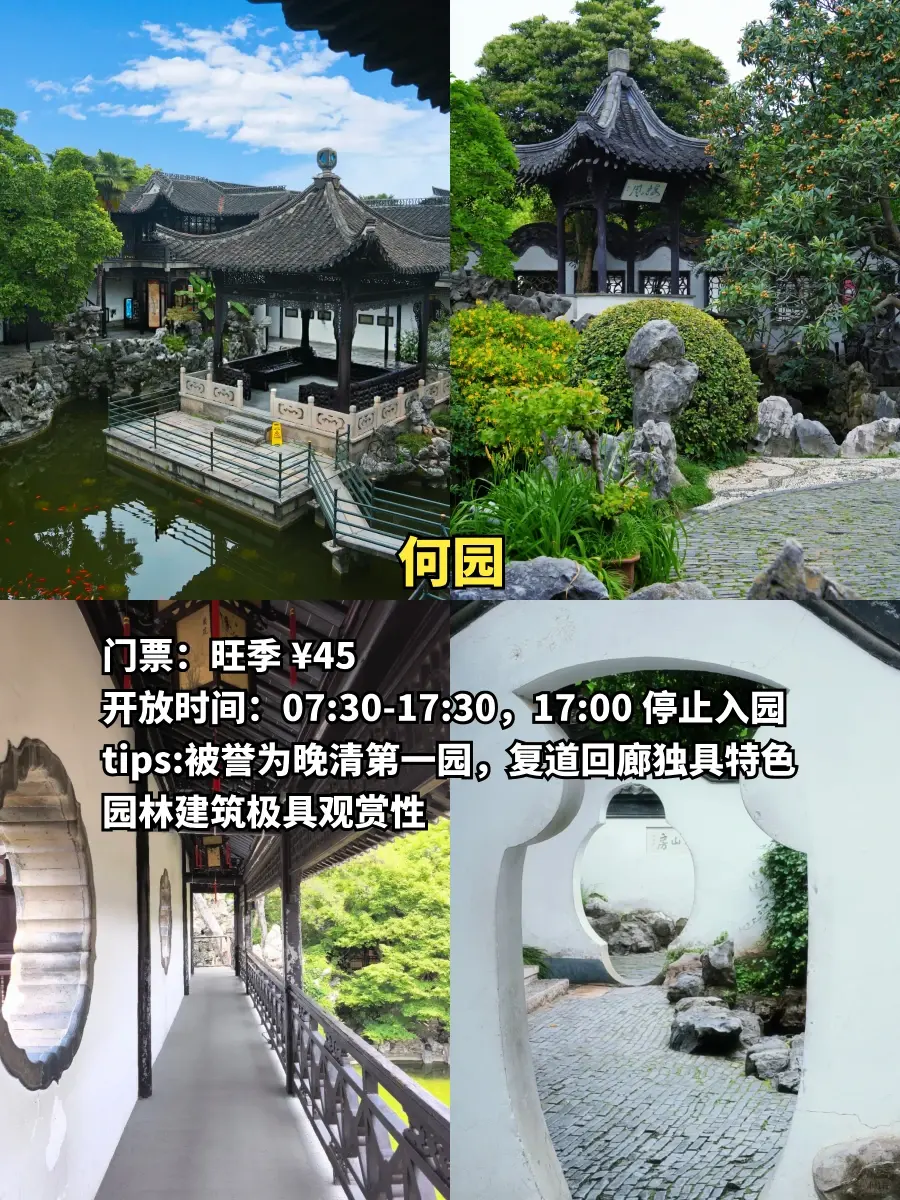 何园
门票：旺季 ¥45
开放时间：07:30-17:30，17:00 停止入园
tips:被誉为晚清第一园，复道回廊独具特色
园林建筑极具观赏性